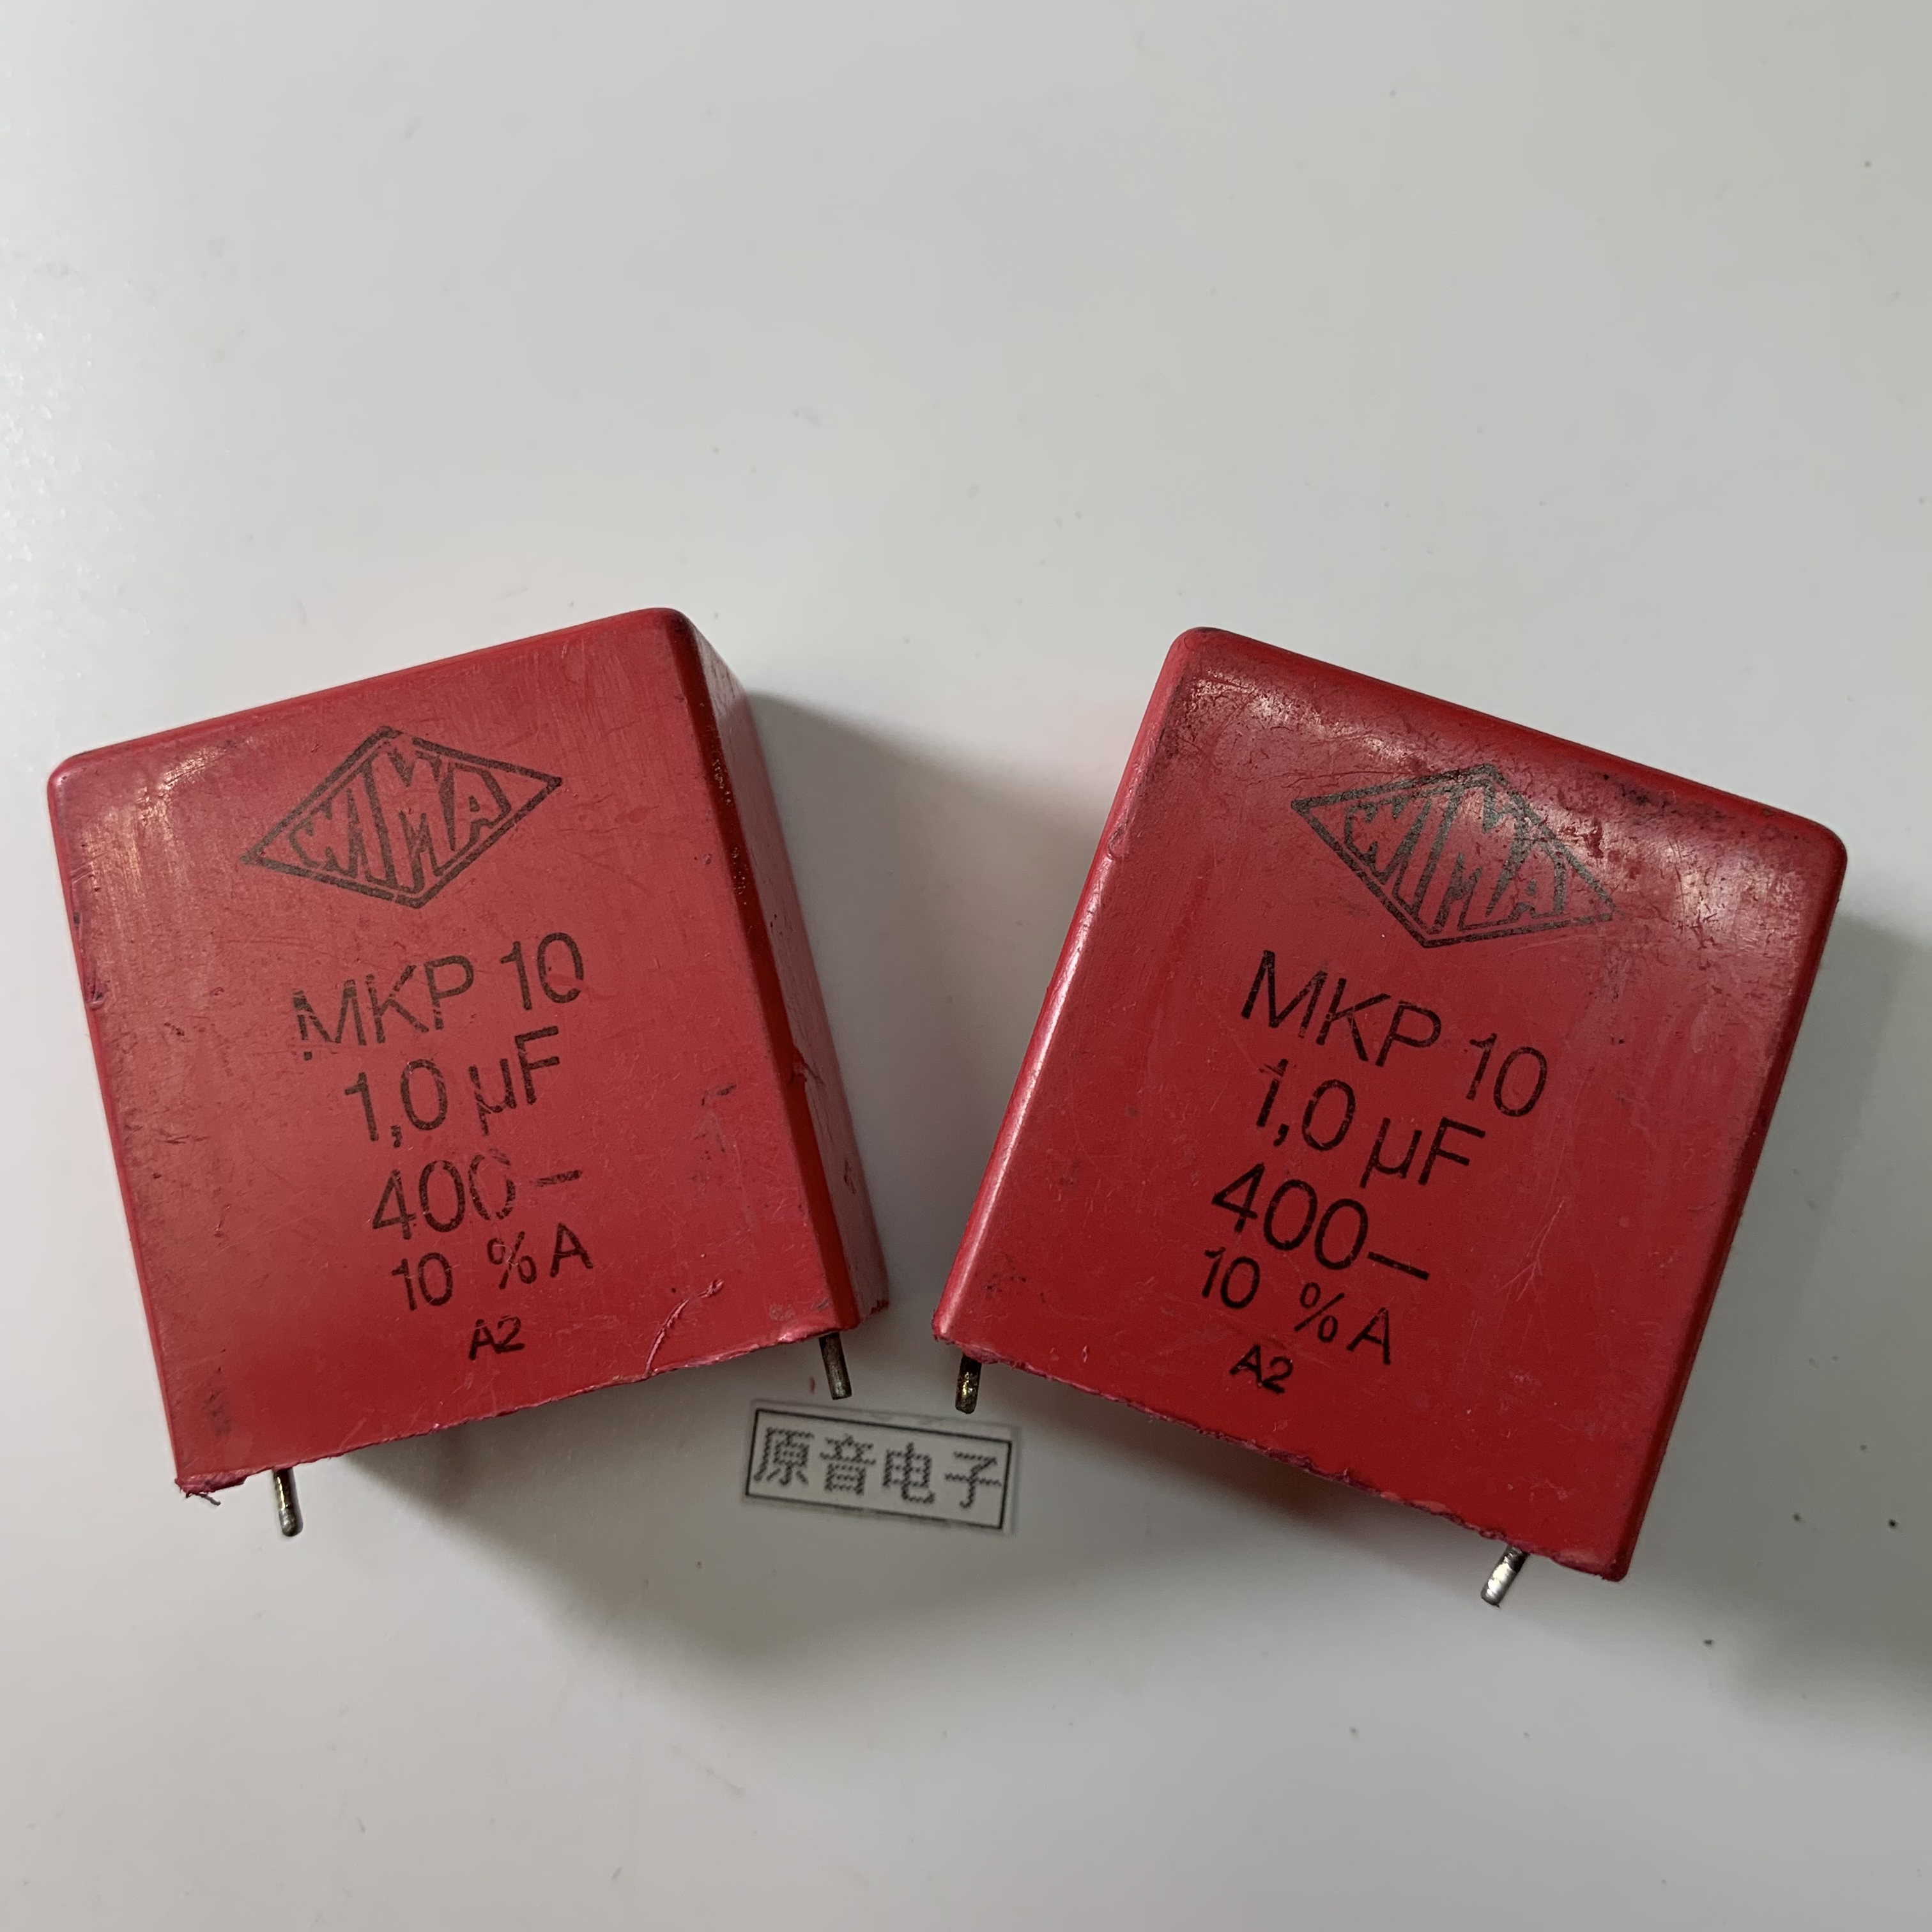 WIMA
MKP 10
1,0 µF
400–
10 % A
A2
WIMA
MKP 10
1,0 µF
400–
10 % A
A2
原音电子